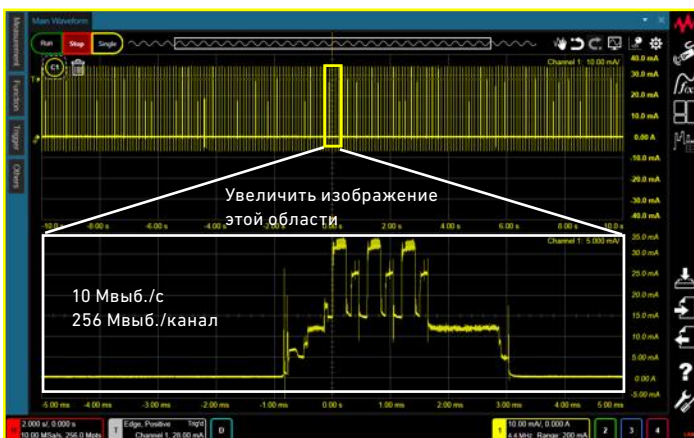 Main Waveform
Run Stop Single
C1
Channel 1: 10.00 mA/
Measurement
Function
Trigger
Others
T
40.0 mA
30.0 mA
20.0 mA
10.0 mA
0.00 A
-10.0 mA
-20.0 mA
-30.0 mA
-40.0 mA
Увеличить изображение
этой области
-10.0 s -8.00 s -6.00 s -4.00 s -2.00 s 0.00 s 2.00 s 4.00 s 6.00 s 8.00 s 10.0 s
Channel 1: 5.000 mA/
35.0 mA
30.0 mA
25.0 mA
20.0 mA
15.0 mA
10.0 mA
5.00 mA
0.00 A
-5.00 mA
10 Мвыб./с
256 Мвыб./канал
-5.00 ms -4.00 ms -3.00 ms -2.00 ms -1.00 ms 0.00 s 1.00 ms 2.00 ms 3.00 ms 4.00 ms 5.00 ms
2.000 s/, 0.000 s
10.00 MSa/s, 256.0 Mpts
T
Edge, Positive Trig'd
Channel 1, 28.00 mA
D
1
10.00 mA/, 0.000 A
4.4 MHz Range: 200 mA
2 3 4